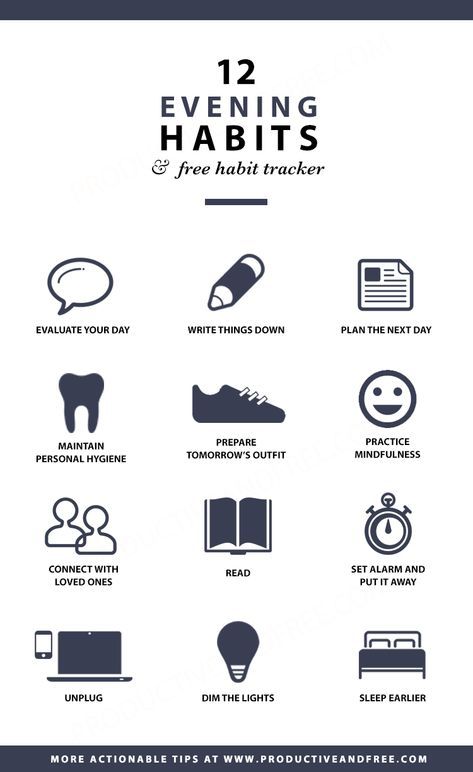 12
EVENING
HABITS
& free habit tracker
EVALUATE YOUR DAY
WRITE THINGS DOWN
PLAN THE NEXT DAY
MAINTAIN
PERSONAL HYGIENE
PREPARE
TOMORROW'S OUTFIT
PRACTICE
MINDFULNESS
CONNECT WITH
LOVED ONES
READ
SET ALARM AND
PUT IT AWAY
UNPLUG
DIM THE LIGHTS
SLEEP EARLIER
MORE ACTIONABLE TIPS AT WWW.PRODUCTIVEANDFREE.COM